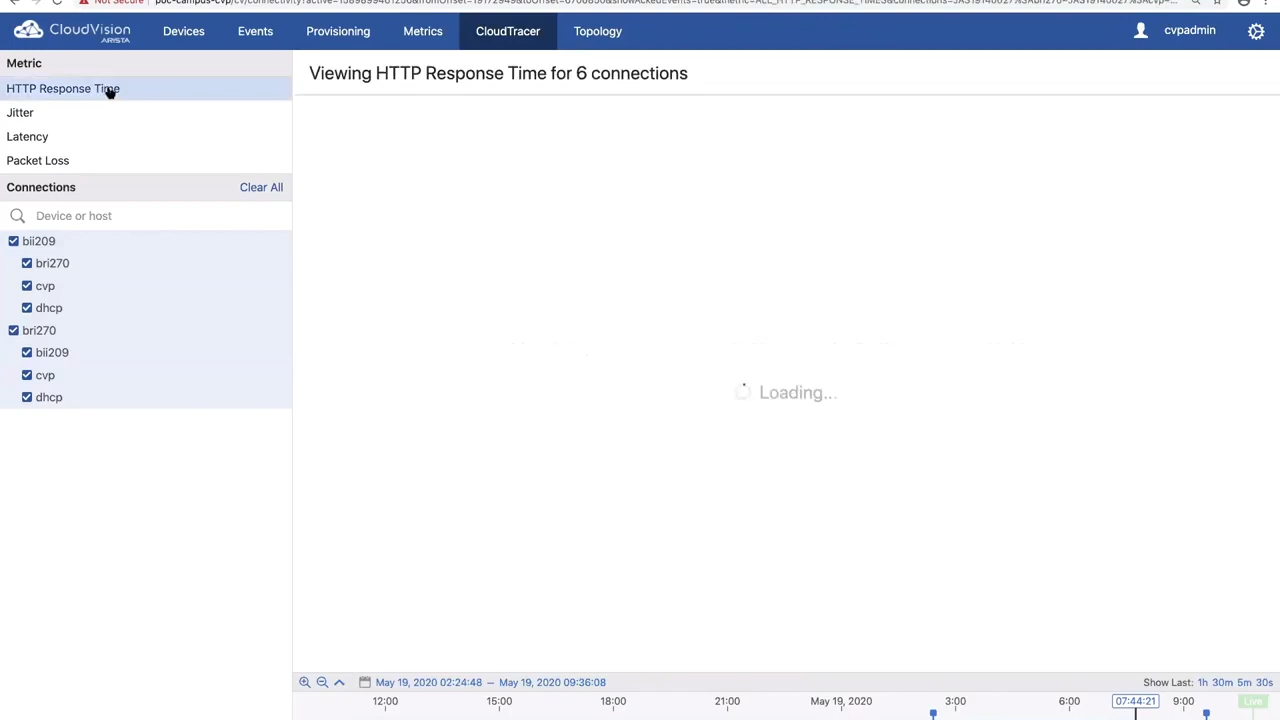 Not Secure
CloudVision
ARISTA
Devices
Events
Provisioning
Metrics
CloudTracer
Topology
cvpadmin
Metric
HTTP Response Time
Jitter
Latency
Packet Loss
Connections
Clear All
Device or host
bii209
bri270
cvp
dhcp
bri270
bii209
cvp
dhcp
Viewing HTTP Response Time for 6 connections
Loading...
May 19, 2020 02:24:48 – May 19, 2020 09:36:08
Show Last: 1h 30m 5m 30s
12:00 15:00 18:00 21:00 May 19, 2020 3:00 6:00 07:44:21 9:00 Live